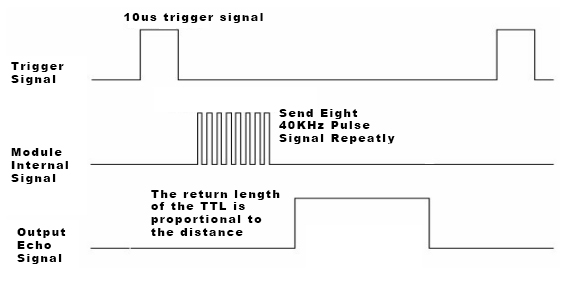 10us trigger signal
Trigger
Signal
Send Eight
40KHz Pulse
Signal Repeatly
Module
Internal
Signal
The return length
of the TTL is
proportional to
the distance
Output
Echo
Signal